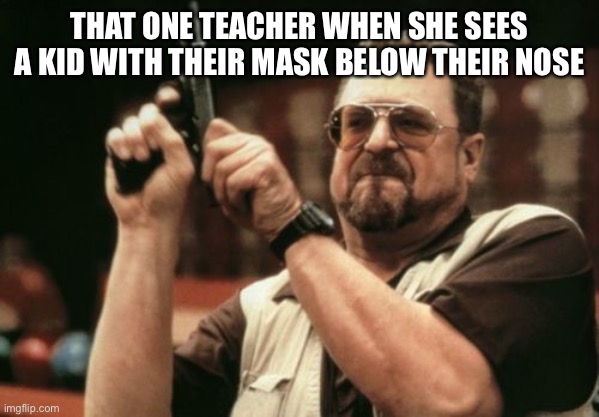 THAT ONE TEACHER WHEN SHE SEES
A KID WITH THEIR MASK BELOW THEIR NOSE
imgflip.com